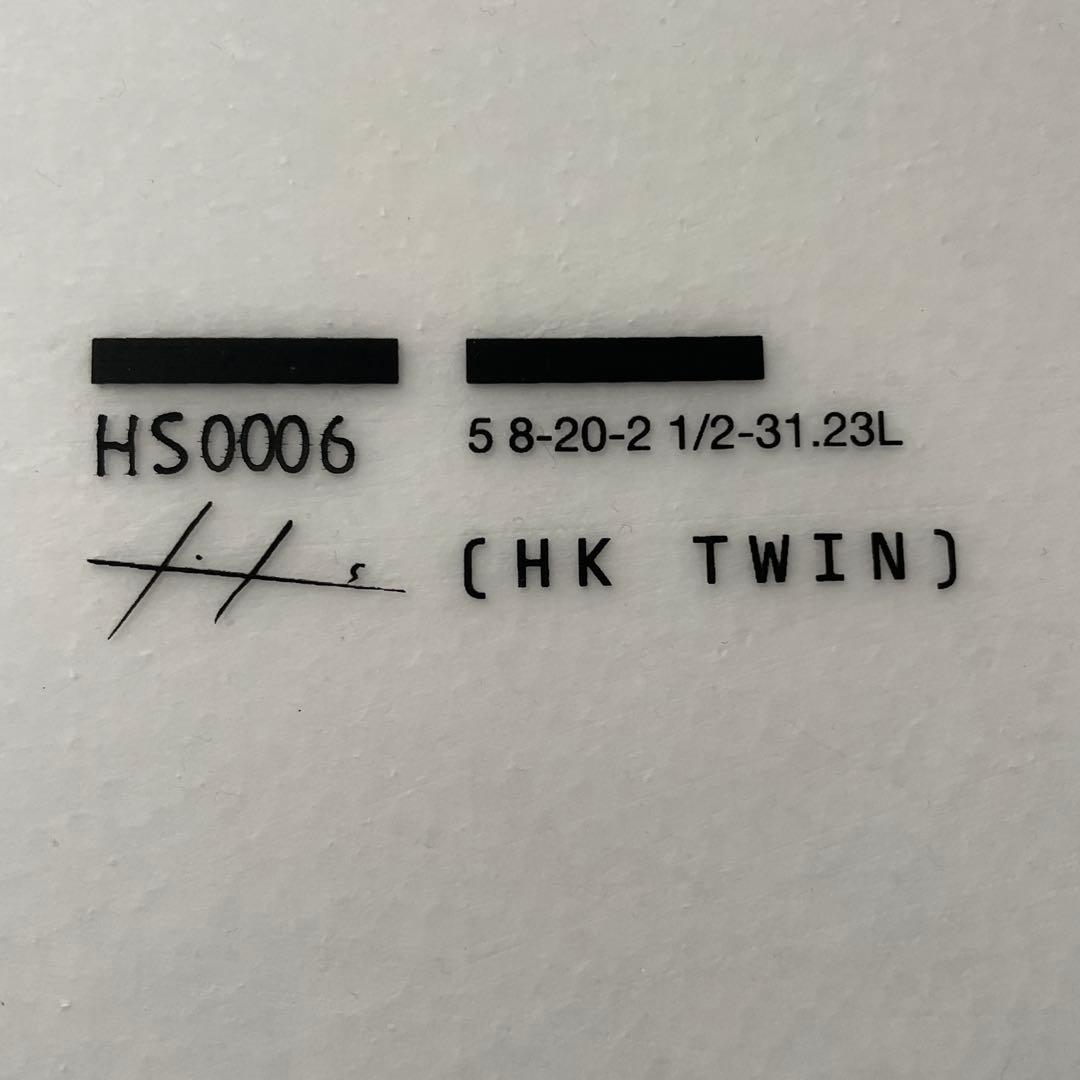 HS0006
5 8-20-2 1/2-31.23L
(HK TWIN)